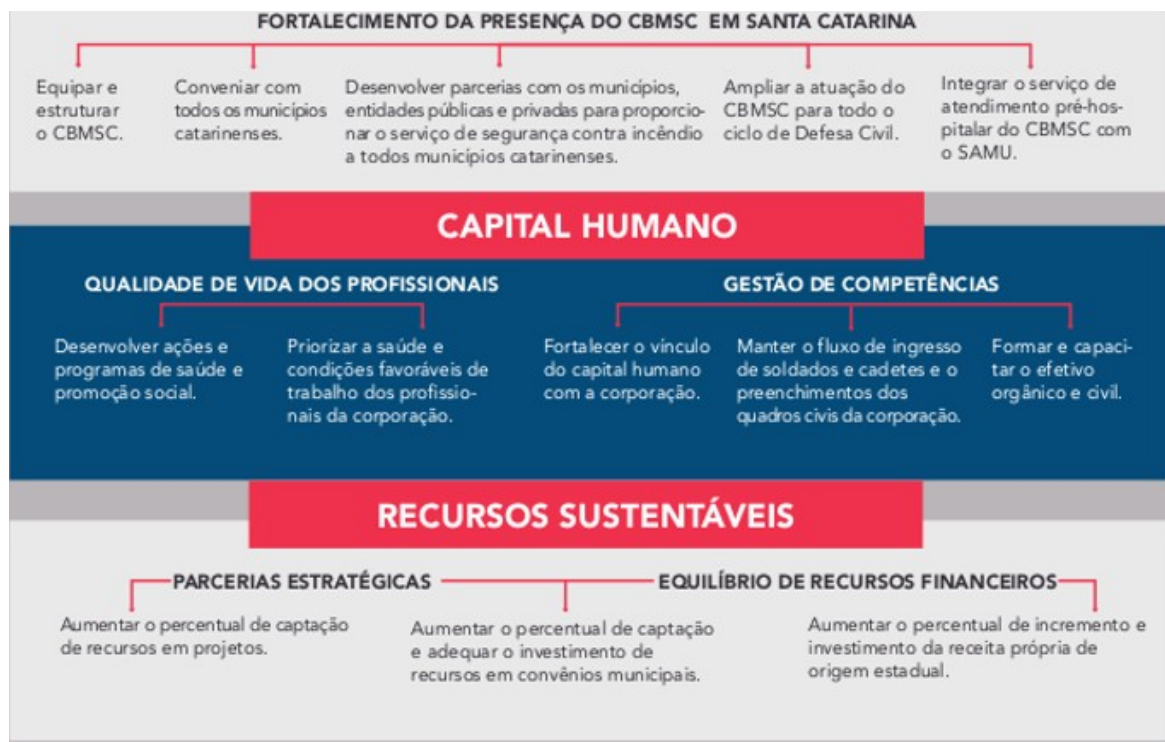 FORTALECIMENTO DA PRESENÇA DO CBMSC EM SANTA CATARINA
Equipar e
estruturar
o CBMSC.
Conveniar com
todos os municípios
catarinenses.
Desenvolver parcerias com os municípios,
entidades públicas e privadas para proporcio-
nar o serviço de segurança contra incêndio
a todos municípios catarinenses.
Ampliar a atuação do
CBMSC para todo o
ciclo de Defesa Civil.
Integrar o serviço de
atendimento pré-hos-
pitalar do CBMSC com
o SAMU.
CAPITAL HUMANO
QUALIDADE DE VIDA DOS PROFISSIONAIS
Desenvolver ações e
programas de saúde e
promoção social.
Priorizar a saúde e
condições favoráveis de
trabalho dos profissio-
nais da corporação.
GESTÃO DE COMPETÊNCIAS
Fortalecer o vínculo
do capital humano
com a corporação.
Manter o fluxo de ingresso
de soldados e cadetes e o
preenchimentos dos
quadros civis da corporação.
Formar e capaci-
tar o efetivo
orgânico e civil.
RECURSOS SUSTENTÁVEIS
PARCERIAS ESTRATÉGICAS
EQUILÍBRIO DE RECURSOS FINANCEIROS
Aumentar o percentual de captação
de recursos em projetos.
Aumentar o percentual de captação
e adequar o investimento de
recursos em convênios municipais.
Aumentar o percentual de incremento e
investimento da receita própria de
origem estadual.